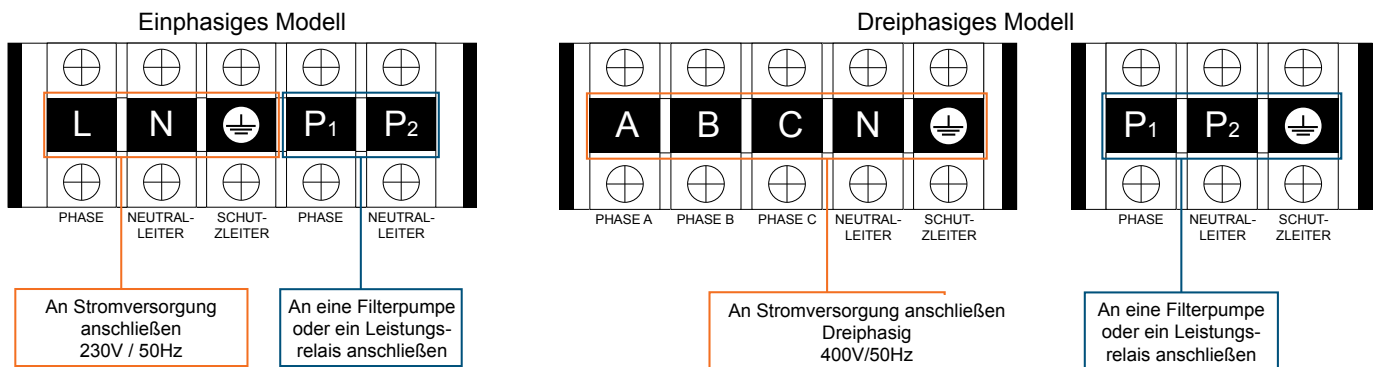 Einphasiges Modell
L N P1 P2
PHASE NEUTRAL- SCHUT- PHASE NEUTRAL-
LEITER ZLEITER LEITER
An Stromversorgung
anschließen
230V / 50Hz
An eine Filterpumpe
oder ein Leistungs-
relais anschließen
Dreiphasiges Modell
A B C N
PHASE A PHASE B PHASE C NEUTRAL- SCHUT-
LEITER ZLEITER
An Stromversorgung anschließen
Dreiphasig
400V/50Hz
P1 P2
PHASE NEUTRAL- SCHUT-
LEITER ZLEITER
An eine Filterpumpe
oder ein Leistungs-
relais anschließen